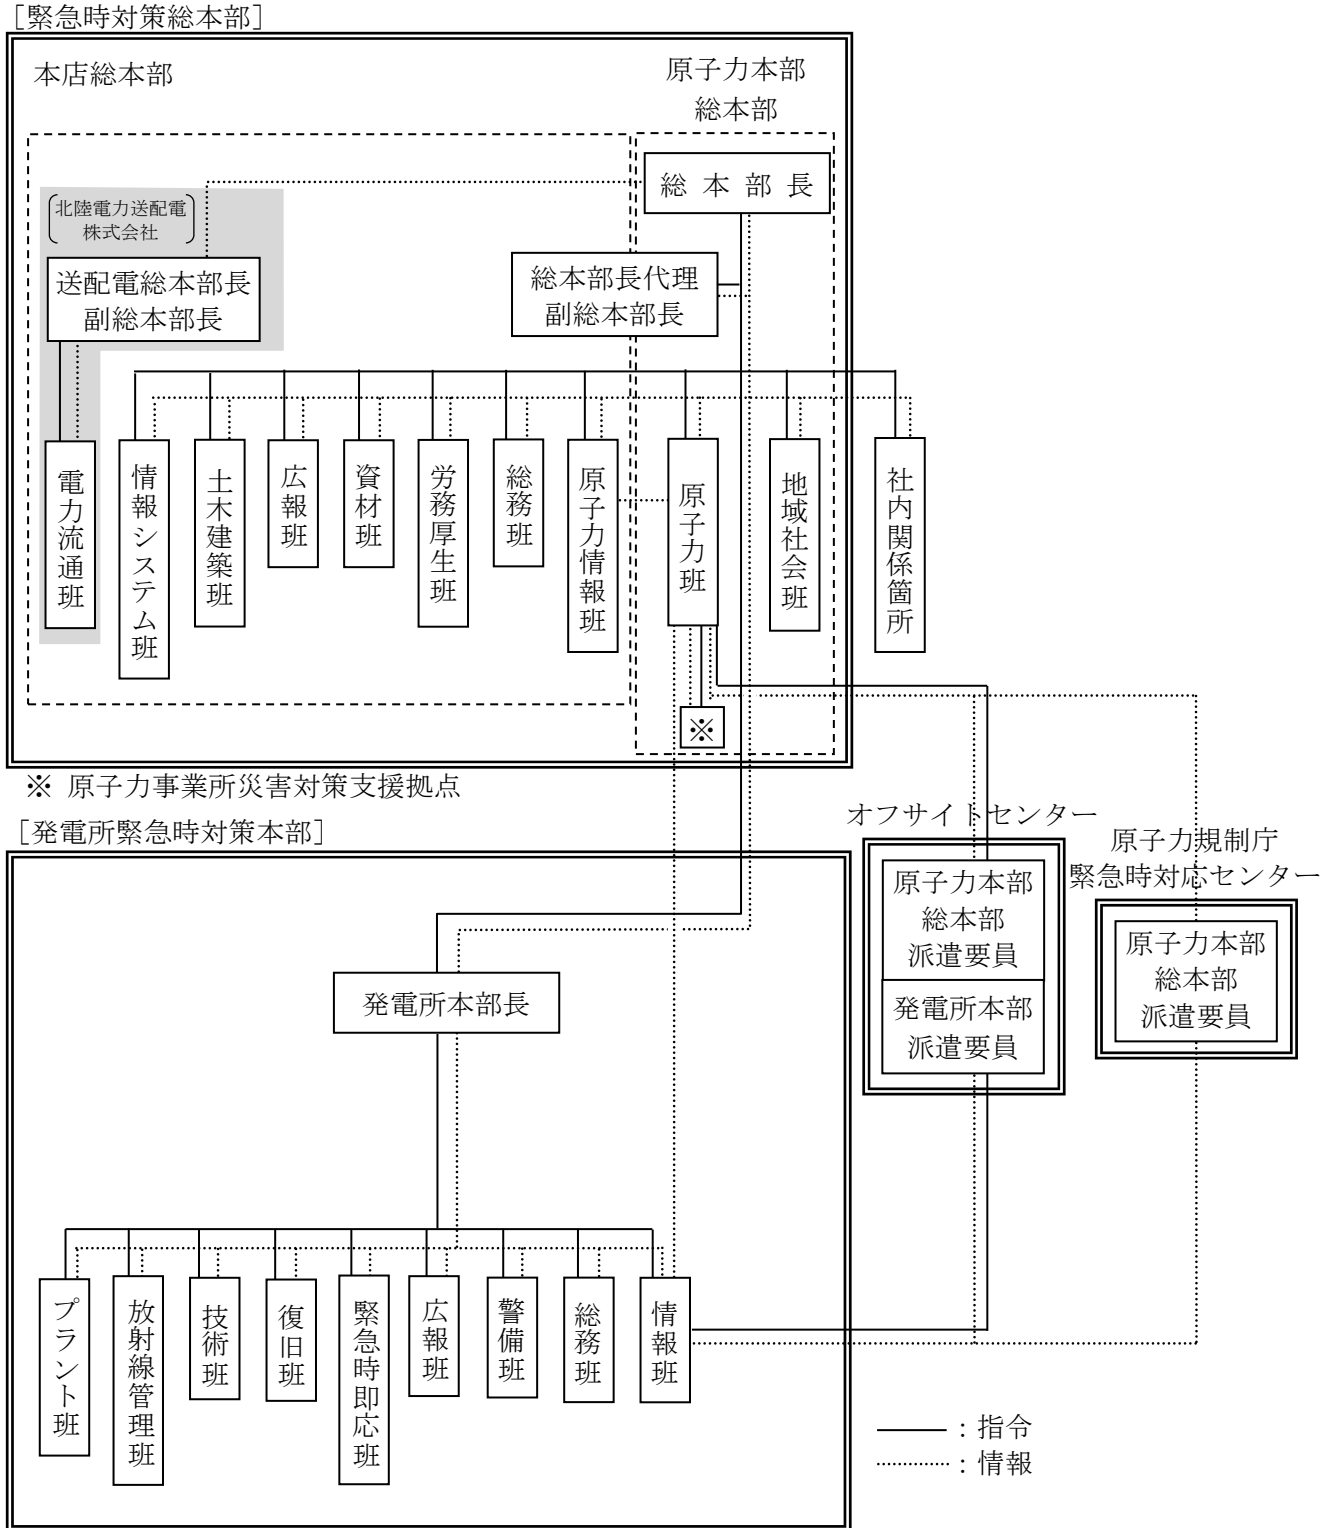 ［緊急時対策総本部］
本店総本部
原子力本部
総本部
総本部長
北陸電力送配電
株式会社
送配電総本部長
副総本部長
総本部長代理
副総本部長
電力流通班
情報システム班
土木建築班
広報班
資材班
労務厚生班
総務班
原子力情報班
原子力班
地域社会班
社内関係箇所
※
※ 原子力事業所災害対策支援拠点
［発電所緊急時対策本部］
オフサイトセンター
原子力本部
総本部
派遣要員
発電所本部
派遣要員
原子力規制庁
緊急時対応センター
原子力本部
総本部
派遣要員
発電所本部長
プラント班
放射線管理班
技術班
復旧班
緊急時即応班
広報班
警備班
総務班
情報班
：指令
：情報